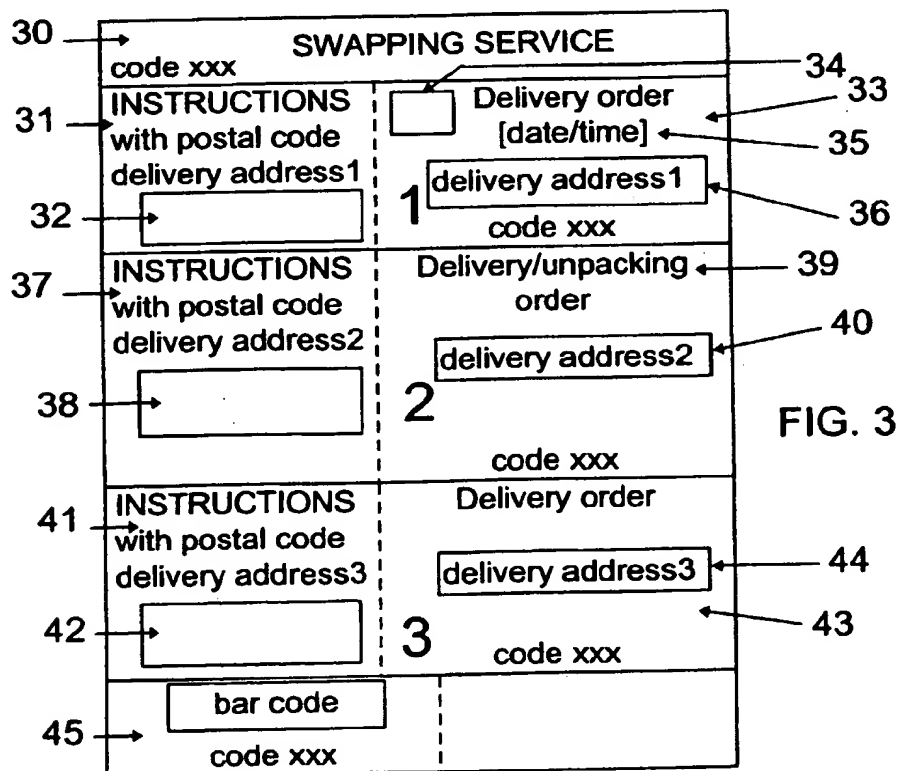 30
SWAPPING SERVICE
code xxx
34
31
INSTRUCTIONS
with postal code
delivery address1
32
Delivery order
[date/time]
33
35
1
delivery address1
36
code xxx
37
INSTRUCTIONS
with postal code
delivery address2
38
Delivery/unpacking
order
39
2
delivery address2
40
code xxx
FIG. 3
41
INSTRUCTIONS
with postal code
delivery address3
42
Delivery order
3
delivery address3
44
43
code xxx
45
bar code
code xxx